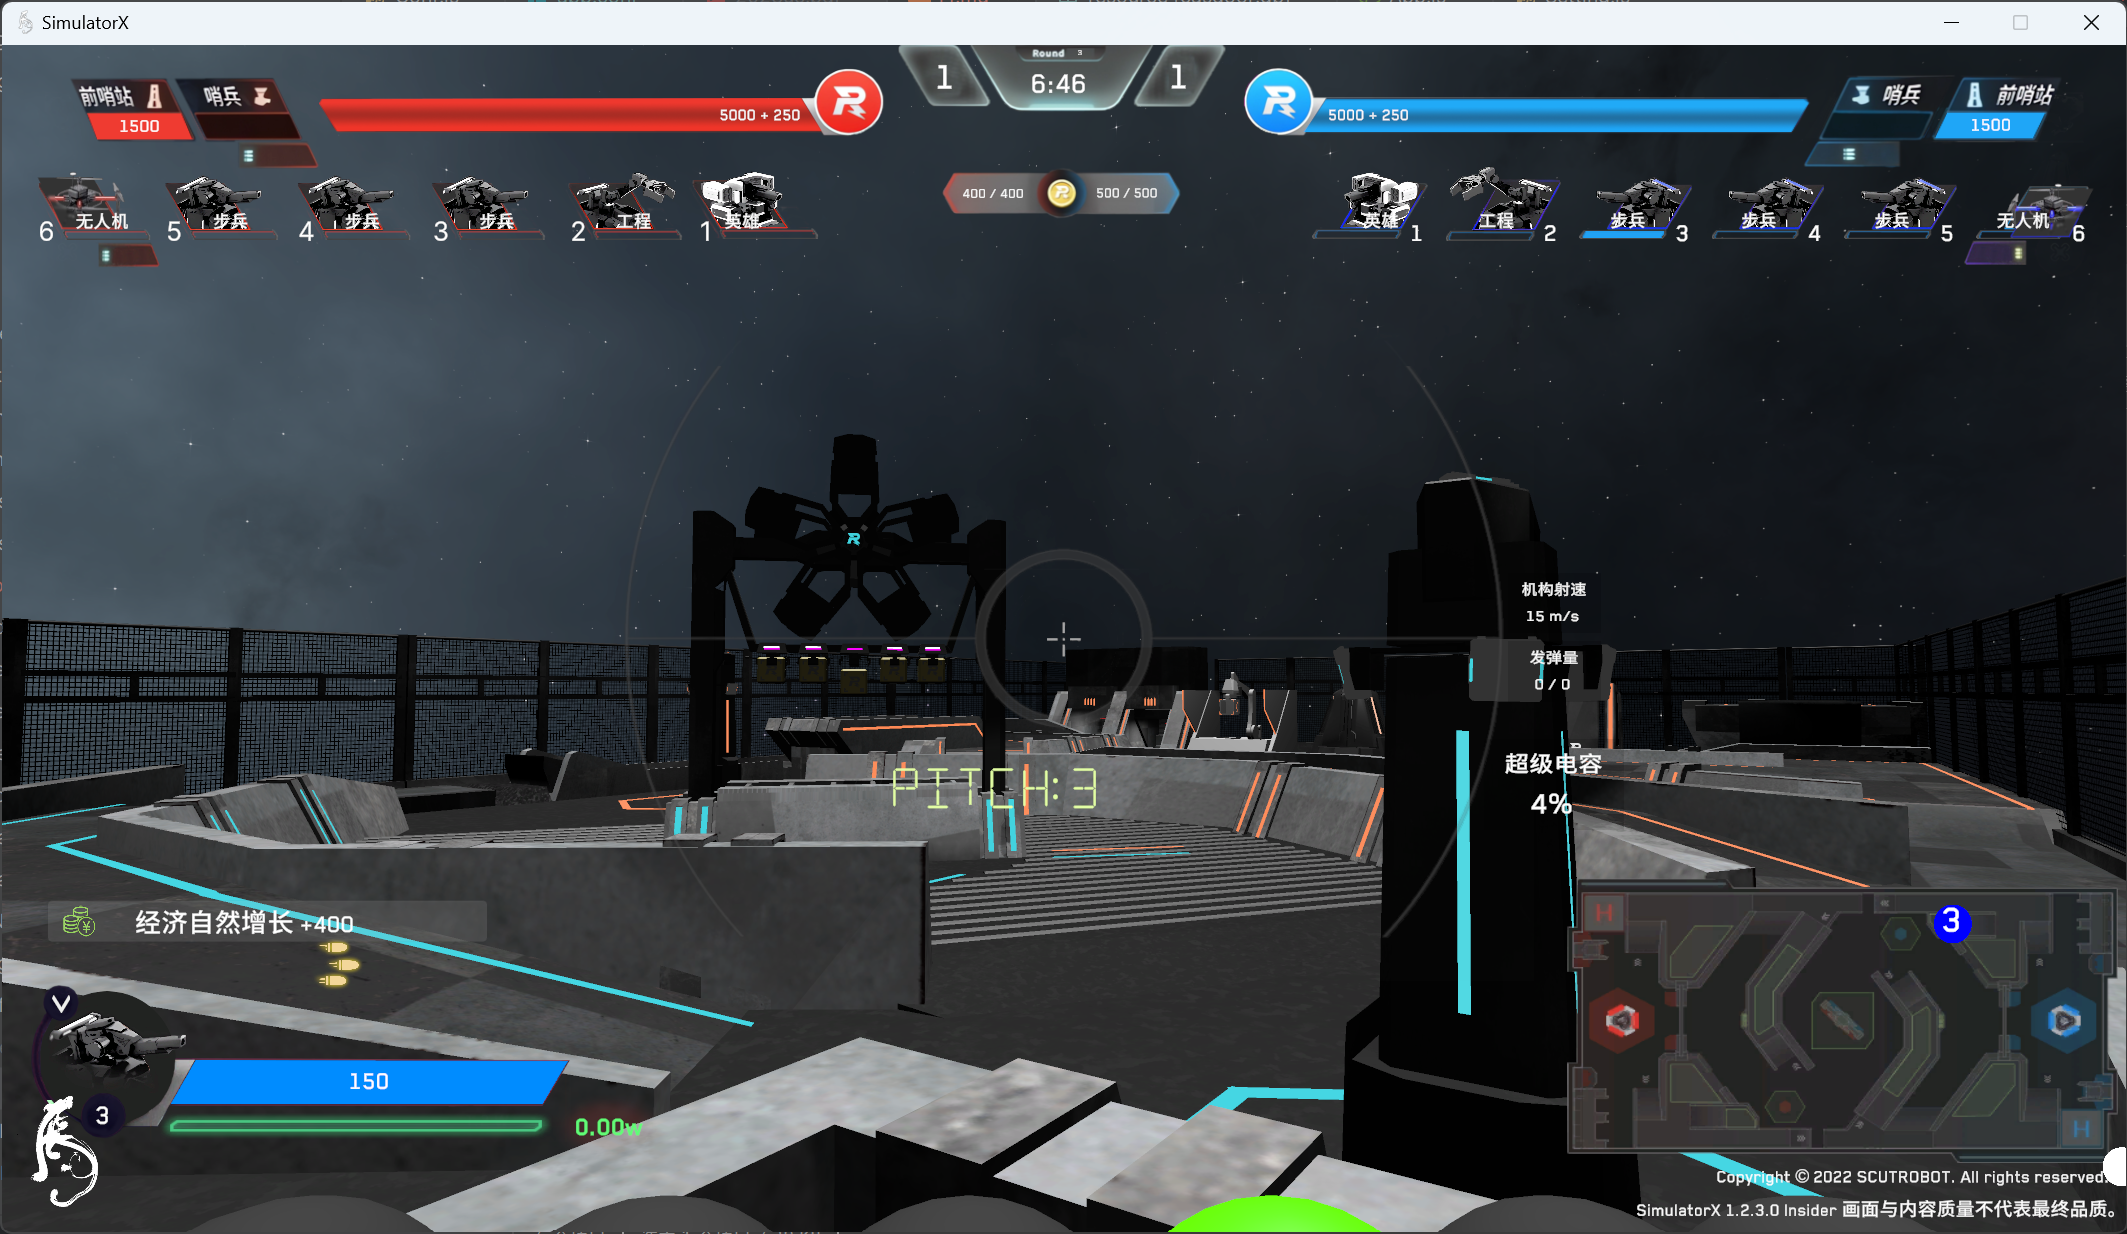 SimulatorX
Round 3
1
6:46
1
前哨站
1500
哨兵
5000 + 250
5000 + 250
哨兵
前哨站
1500
6 无人机
5 步兵
4 步兵
3 步兵
2 工程
1 英雄
400 / 400
500 / 500
英雄 1
工程 2
步兵 3
步兵 4
步兵 5
无人机 6
机构射速
15 m/s
发弹量
0 / 0
PITCH:3
超级电容
4%
经济自然增长 +400
V
3
150
0.00w
H
3
H
Copyright © 2022 SCUTROBOT. All rights reserved.
SimulatorX 1.2.3.0 Insider 画面与内容质量不代表最终品质。